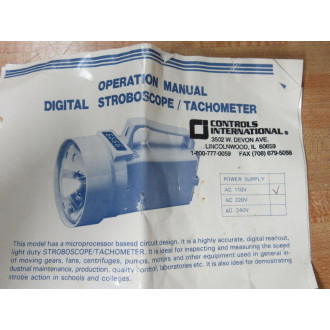 OPERATION MANUAL
DIGITAL STROBOSCOPE / TACHOMETER
CONTROLS
INTERNATIONAL®
3502 W. DEVON AVE.
LINCOLNWOOD, IL 60659
1-800-777-0059 FAX (708) 679-5058
POWER SUPPLY
AC 110V ✓
AC 220V
AC 240V
This model has a microprocessor basesd circuit design, it is a highly accurate, digital readout,
light duty STROBOSCOPE/TACHOMETER. It is ideal for inspecting and measuring the speed
of moving gears, fans, centrifuges, pumps, motors and other equipment used in general in-
dustrial maintenance, production, quality control, laboratories etc. It is also ideal for demonstrating
strobe action in schools and colleges.